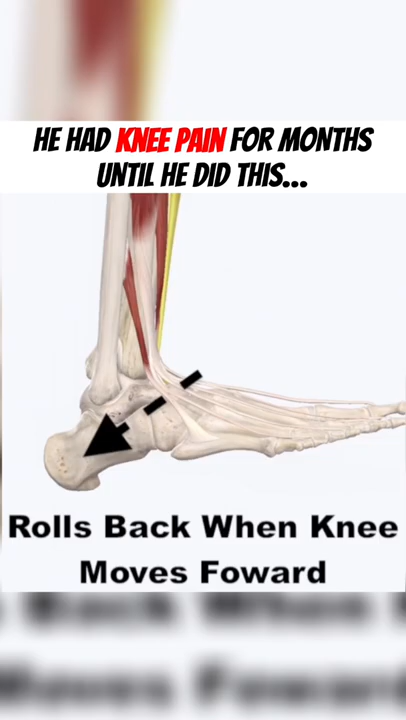 HE HAD KNEE PAIN FOR MONTHS
UNTIL HE DID THIS...
Rolls Back When Knee
Moves Foward